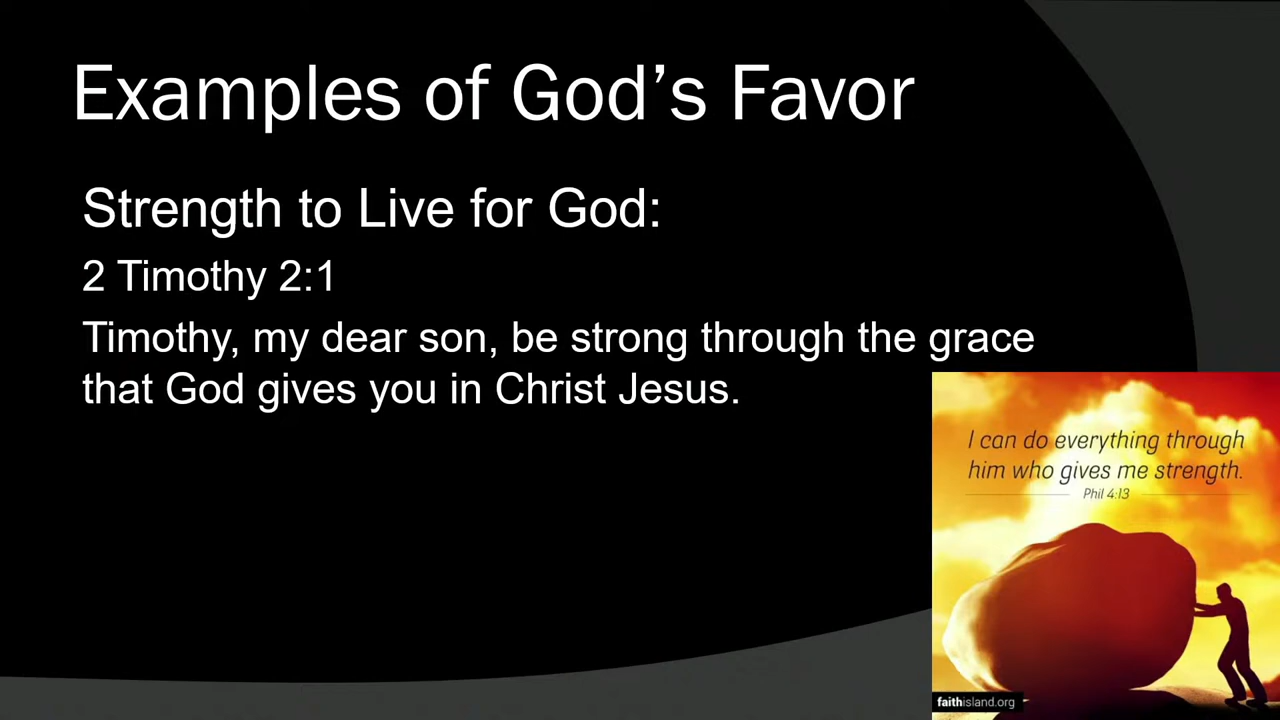 Examples of God’s Favor
Strength to Live for God:
2 Timothy 2:1
Timothy, my dear son, be strong through the grace
that God gives you in Christ Jesus.
I can do everything through
him who gives me strength.
Phil 4:13
faithisland.org